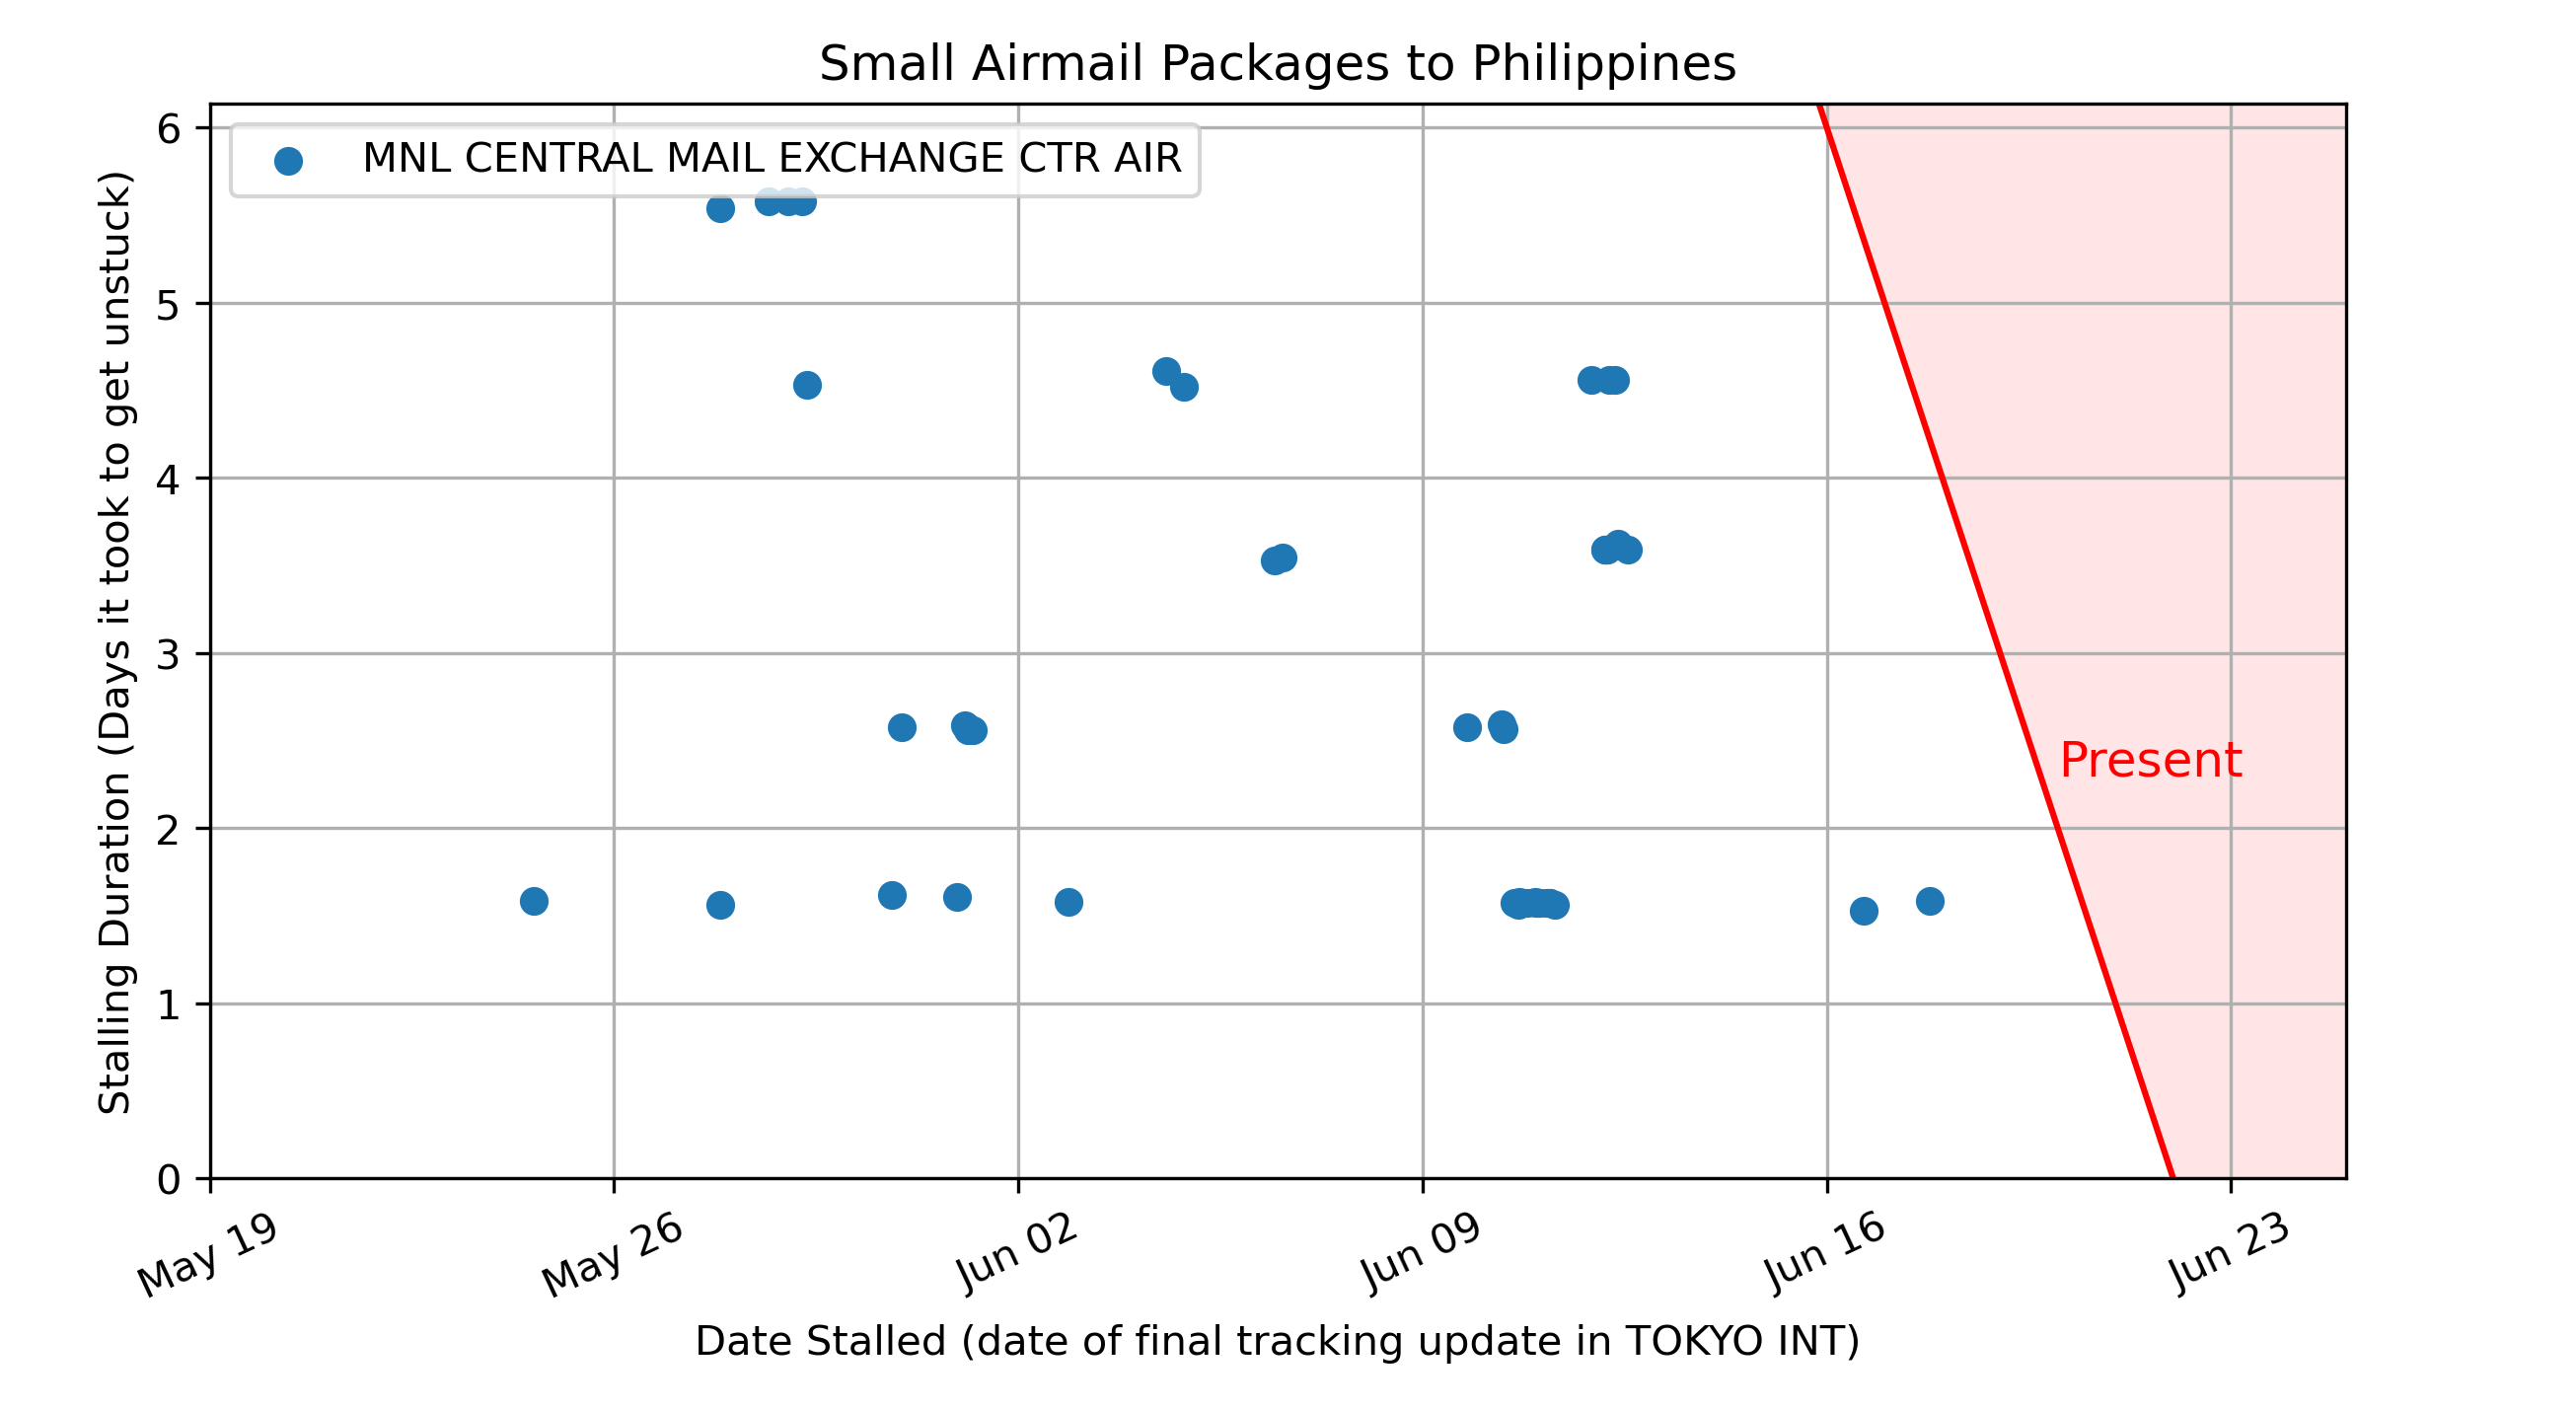 Small Airmail Packages to Philippines
MNL CENTRAL MAIL EXCHANGE CTR AIR
Stalling Duration (Days it took to get unstuck)
6
5
4
3
2
1
0
Present
May 19
May 26
Jun 02
Jun 09
Jun 16
Jun 23
Date Stalled (date of final tracking update in TOKYO INT)